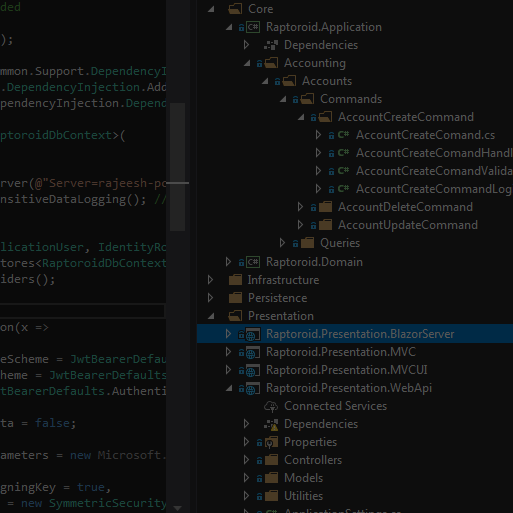 ded
);
mmon.Support.DependencyI
.DependencyInjection.Add
ependencyInjection.Depend
ptoroidDbContext>(
rver(@"Server=rajeesh-po
nsitiveDataLogging(); //
licationUser, IdentityRo
tores<RaptoroidDbContext
iders();
on(x =>
eScheme = JwtBearerDefau
heme = JwtBearerDefaults
tBearerDefaults.Authenti
ta = false;
ameters = new Microsoft.
gningKey = true,
= new SymmetricSecurity
Core
Raptoroid.Application
Dependencies
Accounting
Accounts
Commands
AccountCreateCommand
AccountCreateComand.cs
AccountCreateComandHandl
AccountCreateComandValida
AccountCreateCommandLog
AccountDeleteCommand
AccountUpdateCommand
Queries
Raptoroid.Domain
Infrastructure
Persistence
Presentation
Raptoroid.Presentation.BlazorServer
Raptoroid.Presentation.MVC
Raptoroid.Presentation.MVCUI
Raptoroid.Presentation.WebApi
Connected Services
Dependencies
Properties
Controllers
Models
Utilities
ApplicationSettings.cs